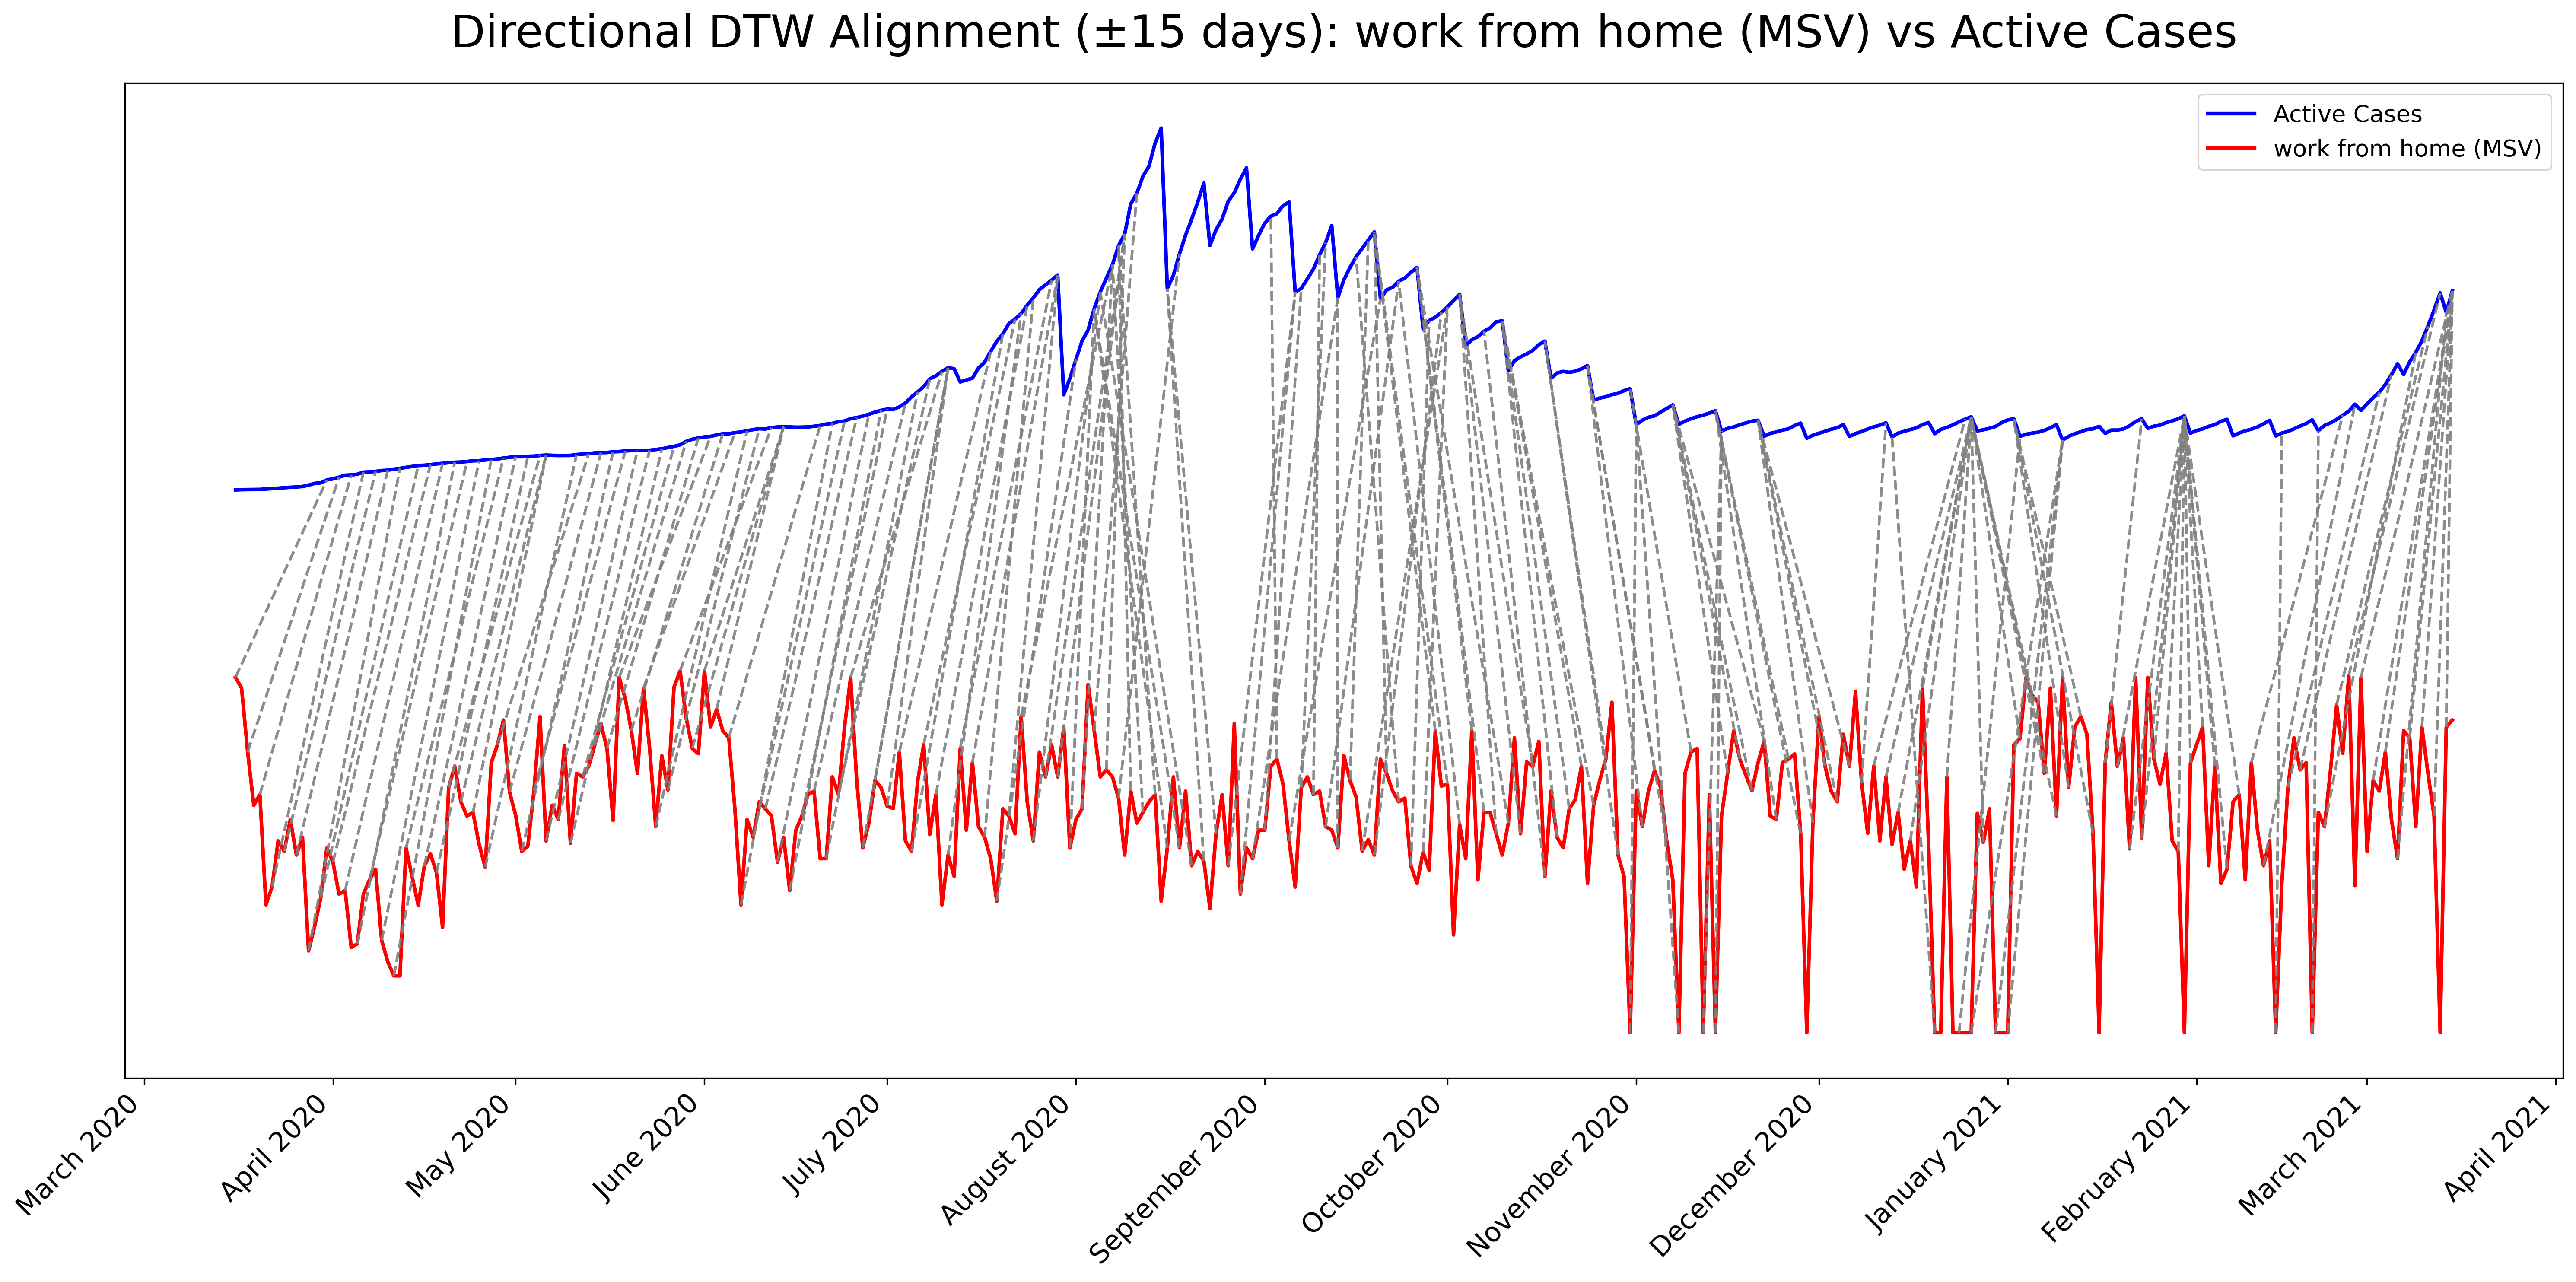 Directional DTW Alignment (±15 days): work from home (MSV) vs Active Cases
Active Cases
work from home (MSV)
March 2020
April 2020
May 2020
June 2020
July 2020
August 2020
September 2020
October 2020
November 2020
December 2020
January 2021
February 2021
March 2021
April 2021